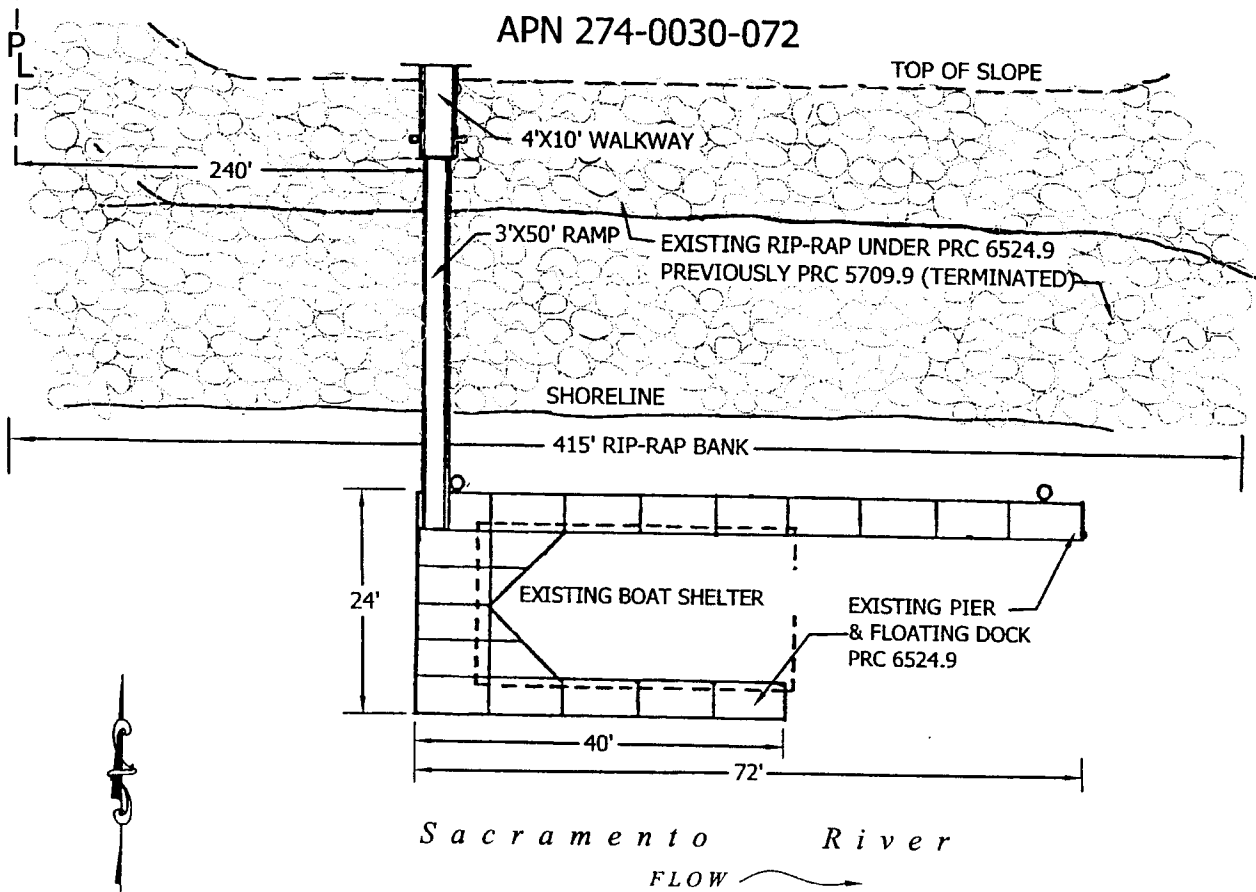 APN 274-0030-072
PL
TOP OF SLOPE
4'X10' WALKWAY
240'
3'X50' RAMP
EXISTING RIP-RAP UNDER PRC 6524.9
PREVIOUSLY PRC 5709.9 (TERMINATED)
SHORELINE
415' RIP-RAP BANK
24'
EXISTING BOAT SHELTER
EXISTING PIER
& FLOATING DOCK
PRC 6524.9
40'
72'
Sacramento River
FLOW